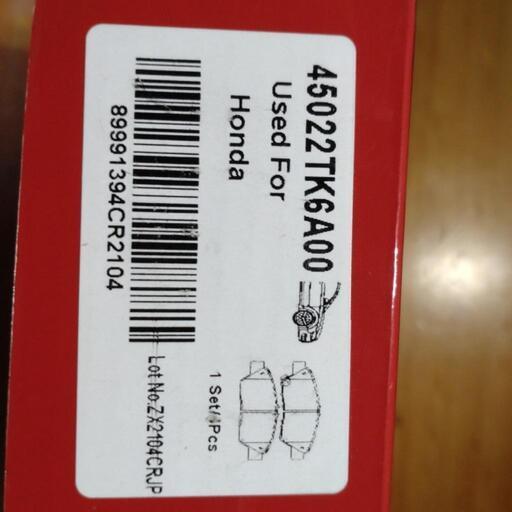 45022TK6A00
Used For
Honda
1 Set/4Pcs
89991394CR2104
Lot No:ZX2104CRJP